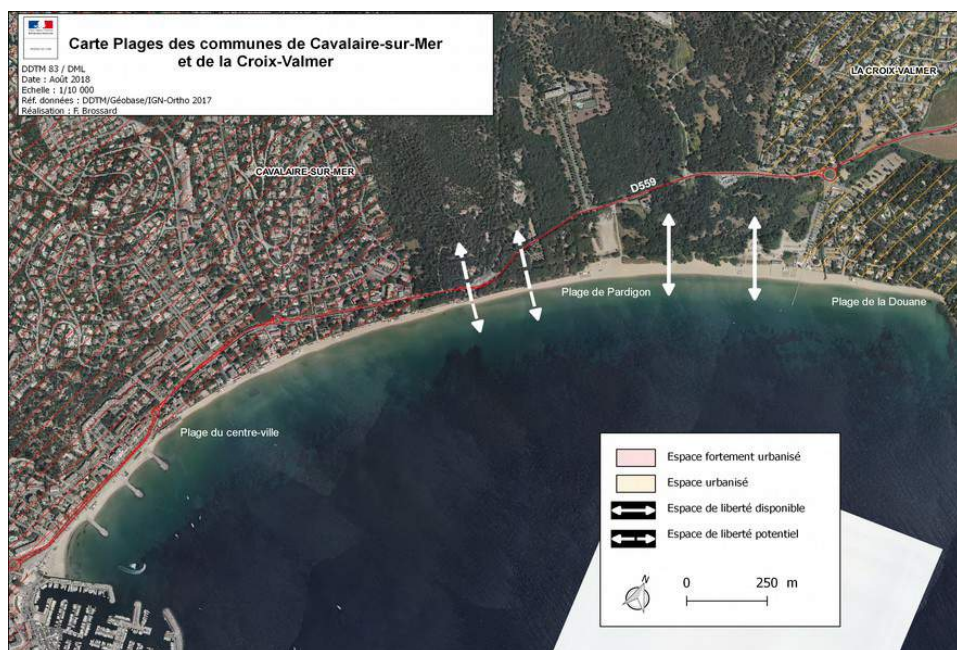 Carte Plages des communes de Cavalaire-sur-Mer
et de la Croix-Valmer
DDTM 83 / DML
Date : Août 2018
Echelle : 1/10 000
Réf. données : DDTM/Géobase/IGN-Ortho 2017
Réalisation : F. Brossard
LA CROIX-VALMER
CAVALAIRE-SUR-MER
D559
Plage de Pardigon
Plage de la Douane
Plage du centre-ville
Espace fortement urbanisé
Espace urbanisé
Espace de liberté disponible
Espace de liberté potentiel
N
0 250 m